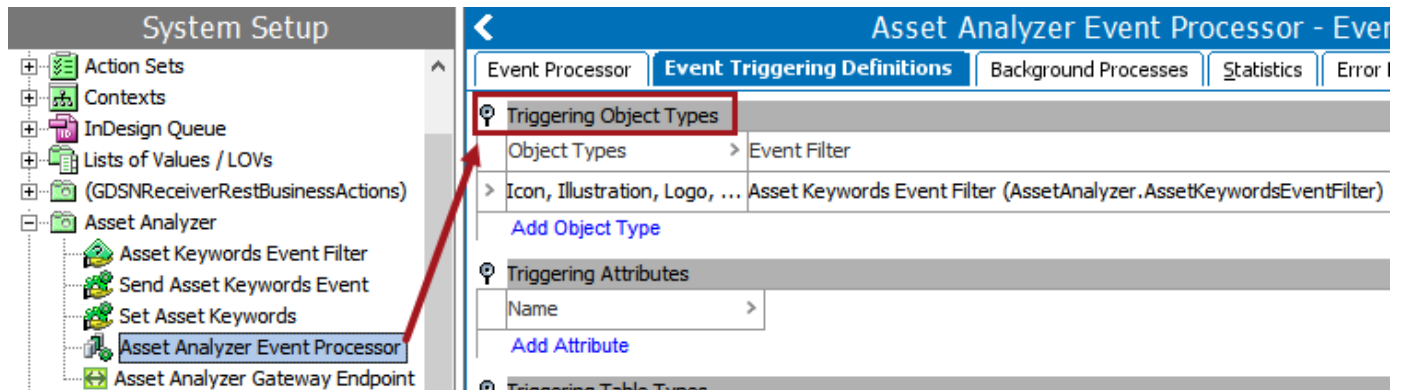 System Setup
Action Sets
Contexts
InDesign Queue
Lists of Values / LOVs
(GDSNReceiverRestBusinessActions)
Asset Analyzer
Asset Keywords Event Filter
Send Asset Keywords Event
Set Asset Keywords
Asset Analyzer Event Processor
Asset Analyzer Gateway Endpoint
Asset Analyzer Event Processor - Even
Event Processor Event Triggering Definitions Background Processes Statistics Error
Triggering Object Types
Object Types > Event Filter
> Icon, Illustration, Logo, ... Asset Keywords Event Filter (AssetAnalyzer.AssetKeywordsEventFilter)
Add Object Type
Triggering Attributes
Name >
Add Attribute
Triggering Table Types